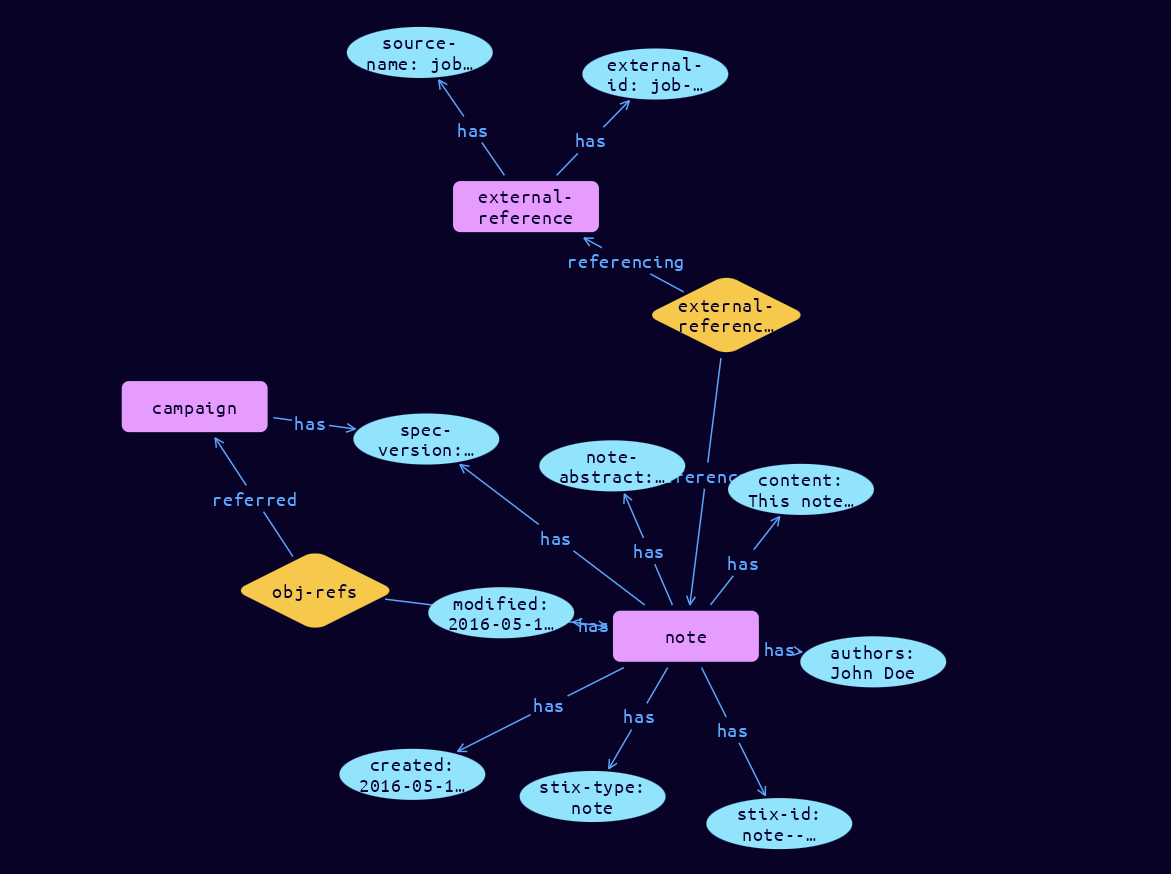 source-
name: job…
external-
id: job-…
has
has
external-
reference
referencing
external-
referenc…
campaign
has
spec-
version:…
note-
abstract:…
content:
This note…
referred
has
has
has
obj-refs
modified:
2016-05-1…
has
note
has
authors:
John Doe
has
has
has
created:
2016-05-1…
stix-type:
note
stix-id:
note--…